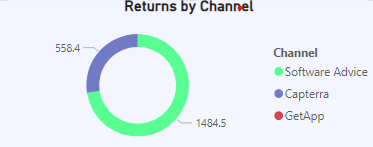 Returns by Channel
558.4
Channel
Software Advice
Capterra
GetApp
1484.5